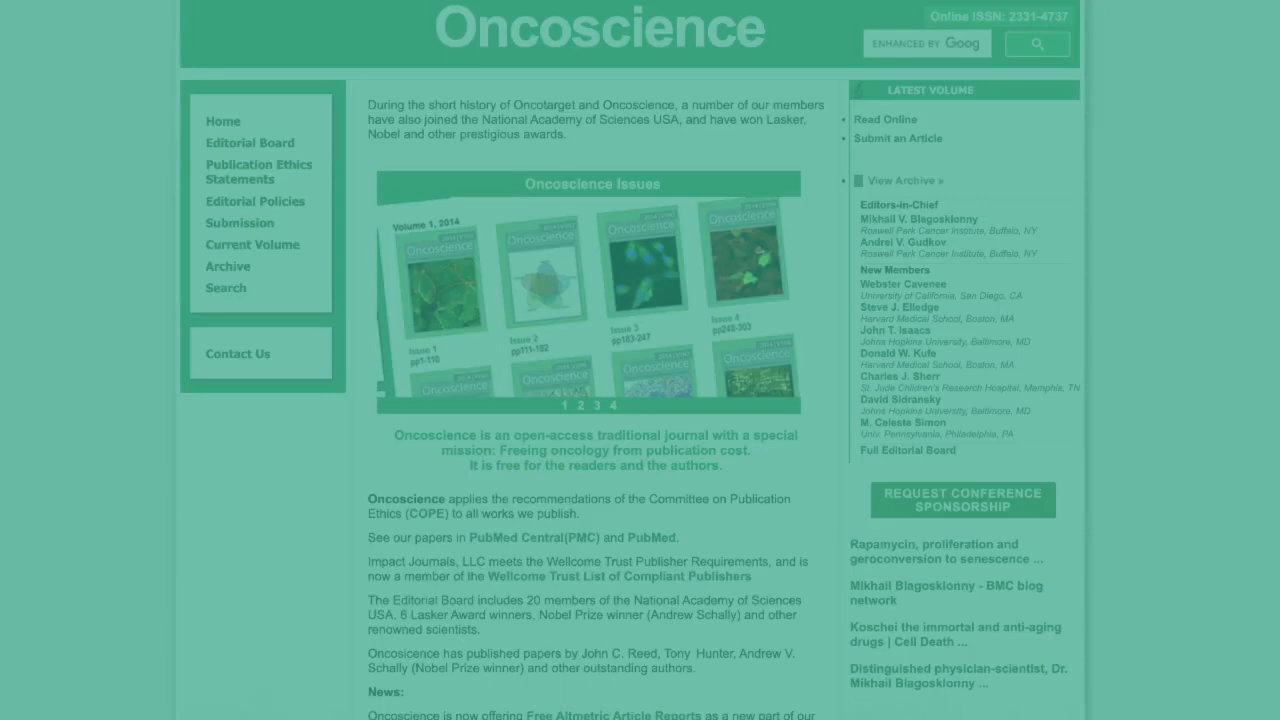 Oncoscience
Online ISSN: 2331-4737
ENHANCED BY Goog
Home
Editorial Board
Publication Ethics
Statements
Editorial Policies
Submission
Current Volume
Archive
Search
Contact Us
During the short history of Oncotarget and Oncoscience, a number of our members
have also joined the National Academy of Sciences USA, and have won Lasker,
Nobel and other prestigious awards.
Oncoscience Issues
Volume 1, 2014
Oncoscience
Oncoscience
Oncoscience
Oncoscience
Issue 1
pp1-110
Issue 2
pp111-182
Issue 3
pp183-247
Issue 4
pp248-303
Oncoscience
Oncoscience
Oncoscience
Oncoscience
1 2 3 4
Oncoscience is an open-access traditional journal with a special
mission: Freeing oncology from publication cost.
It is free for the readers and the authors.
Oncoscience applies the recommendations of the Committee on Publication
Ethics (COPE) to all works we publish.
See our papers in PubMed Central(PMC) and PubMed.
Impact Journals, LLC meets the Wellcome Trust Publisher Requirements, and is
now a member of the Wellcome Trust List of Compliant Publishers
The Editorial Board includes 20 members of the National Academy of Sciences
USA, 6 Lasker Award winners, Nobel Prize winner (Andrew Schally) and other
renowned scientists.
Oncosicence has published papers by John C. Reed, Tony Hunter, Andrew V.
Schally (Nobel Prize winner) and other outstanding authors.
News:
Oncoscience is now offering Free Altmetric Article Reports as a new part of our
LATEST VOLUME
• Read Online
• Submit an Article
• View Archive »
Editors-in-Chief
Mikhail V. Blagosklonny
Roswell Park Cancer Institute, Buffalo, NY
Andrei V. Gudkov
Roswell Park Cancer Institute, Buffalo, NY
New Members
Webster Cavenee
University of California, San Diego, CA
Steve J. Elledge
Harvard Medical School, Boston, MA
John T. Isaacs
Johns Hopkins University, Baltimore, MD
Donald W. Kufe
Harvard Medical School, Boston, MA
Charles J. Sherr
St. Jude Children's Research Hospital, Memphis, TN
David Sidransky
Johns Hopkins University, Baltimore, MD
M. Celeste Simon
Univ. Pennsylvania, Philadelphia, PA
Full Editorial Board
REQUEST CONFERENCE
SPONSORSHIP
Rapamycin, proliferation and
geroconversion to senescence ...
Mikhail Blagosklonny - BMC blog
network
Koschei the immortal and anti-aging
drugs | Cell Death ...
Distinguished physician-scientist, Dr.
Mikhail Blagosklonny ...